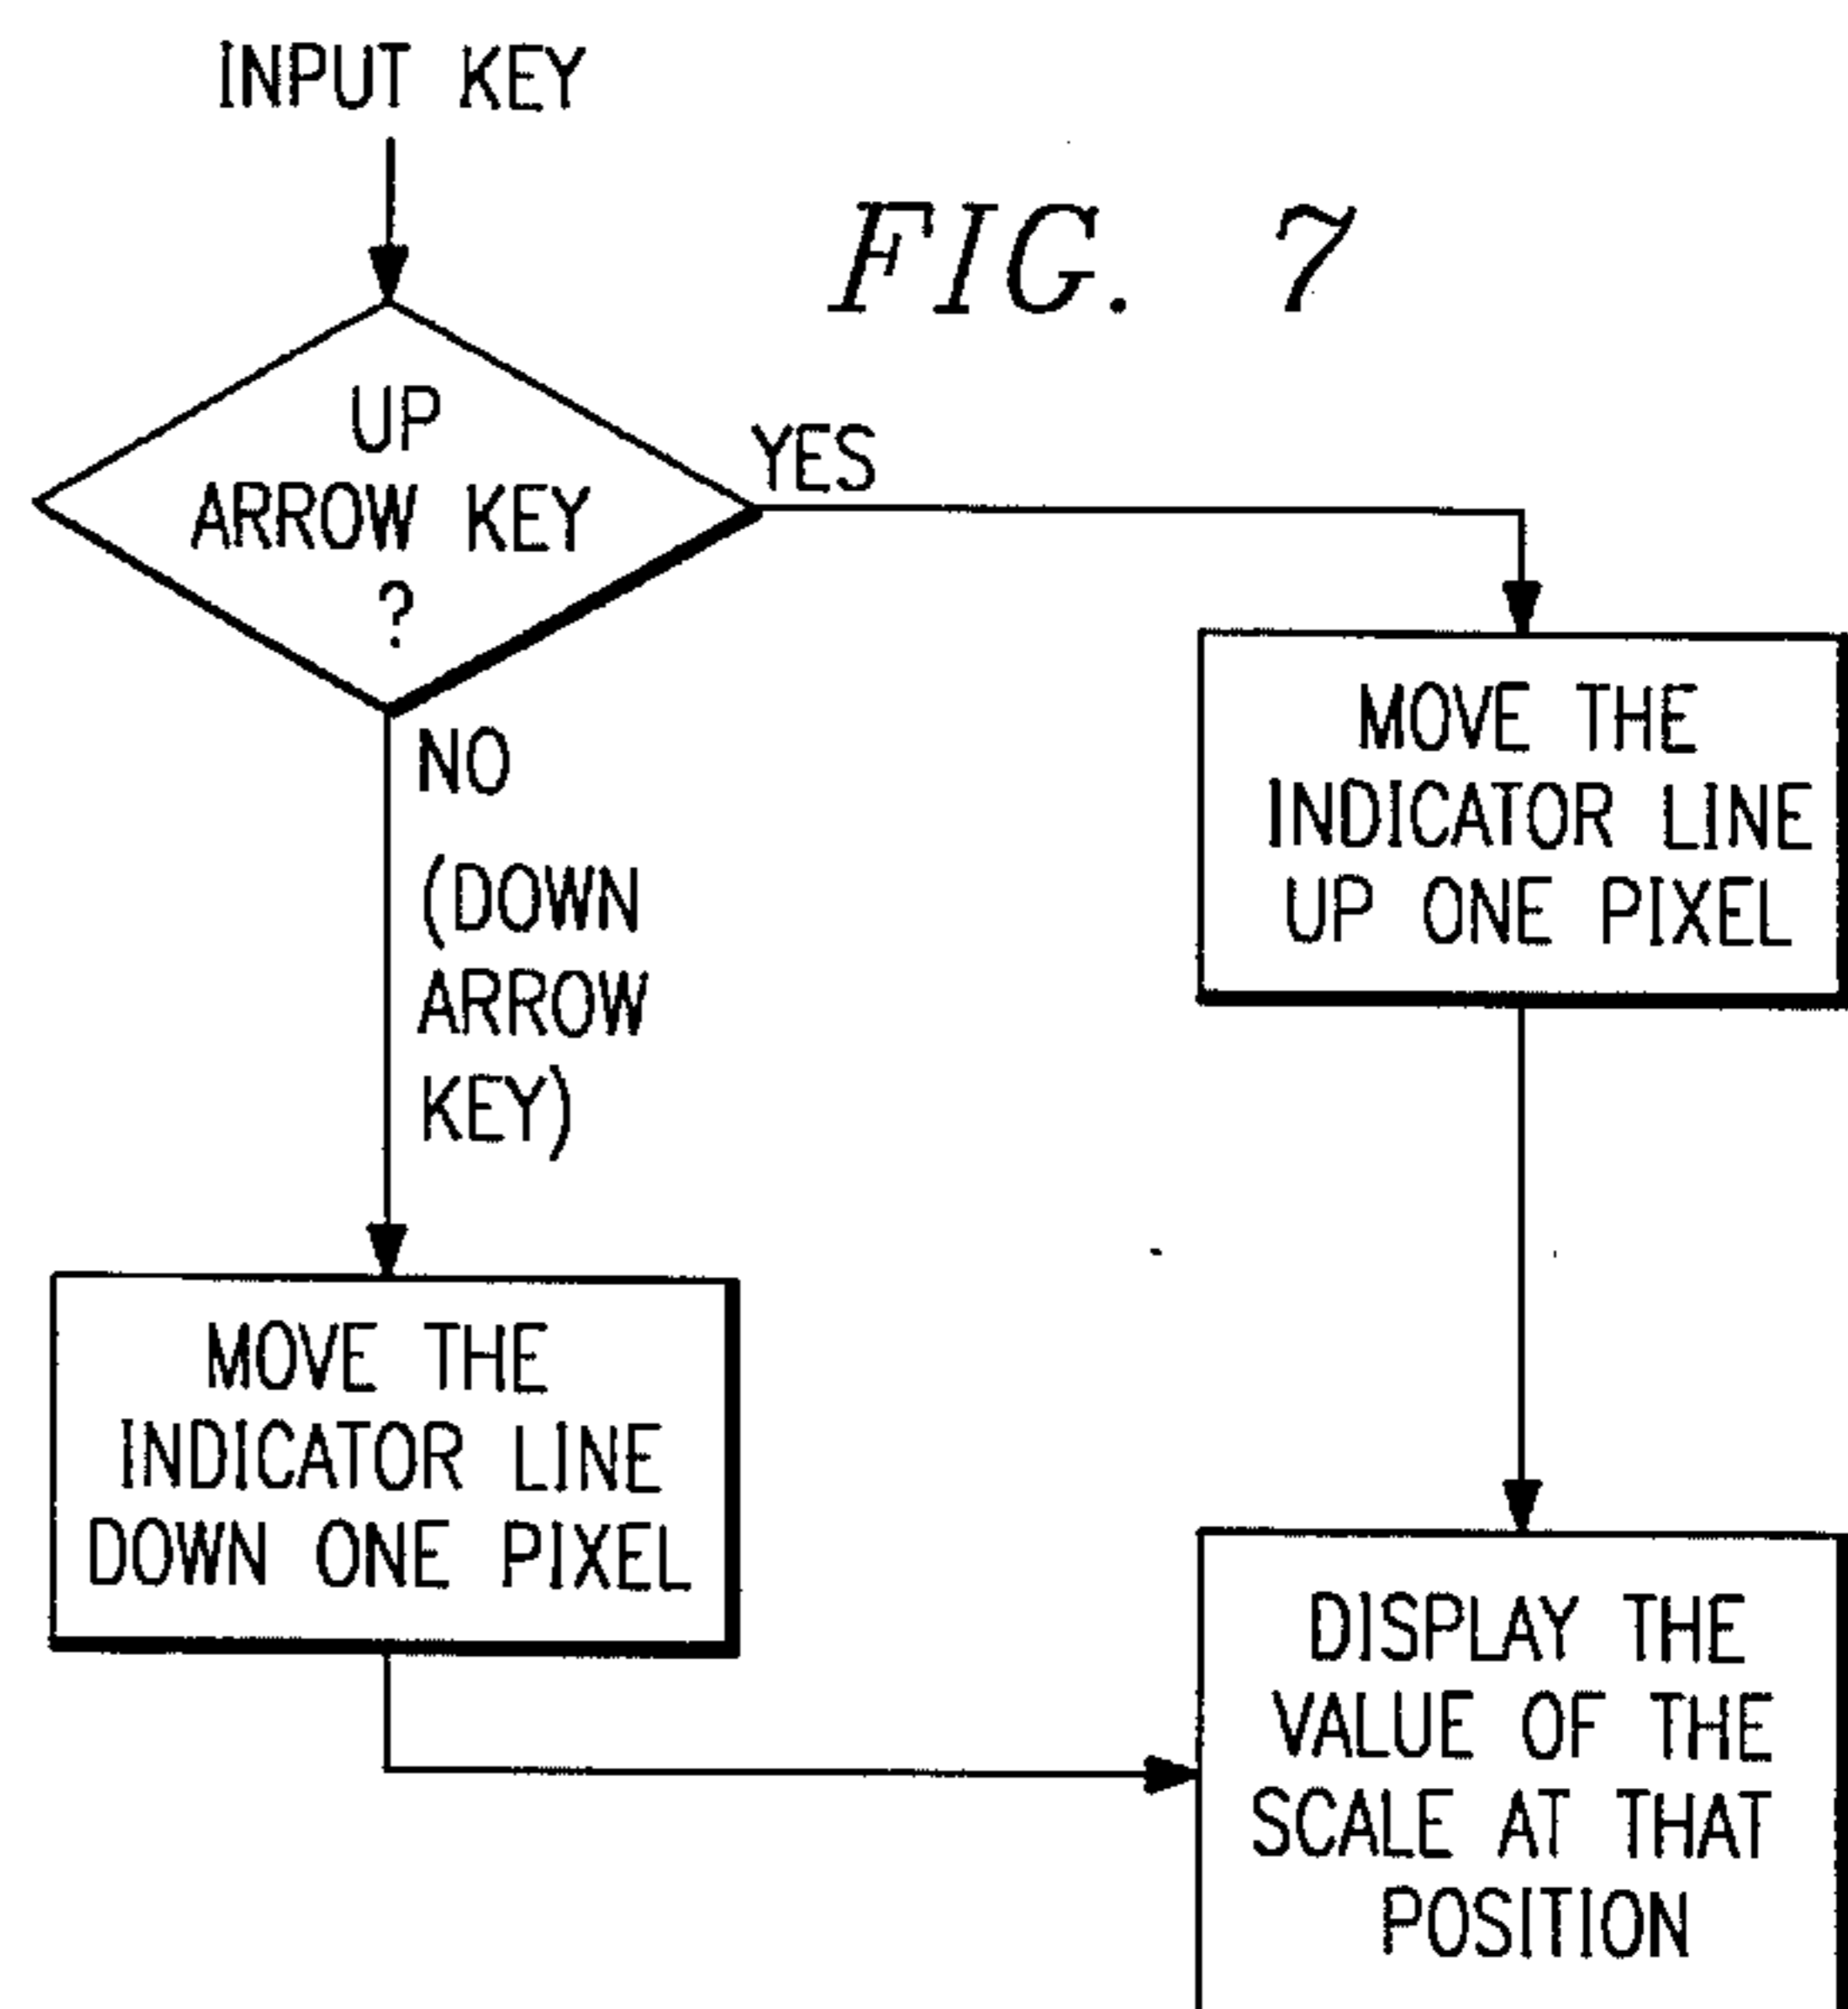 INPUT KEY
FIG. 7
UP
ARROW KEY
?
YES
NO
(DOWN
ARROW
KEY)
MOVE THE
INDICATOR LINE
UP ONE PIXEL
MOVE THE
INDICATOR LINE
DOWN ONE PIXEL
DISPLAY THE
VALUE OF THE
SCALE AT THAT
POSITION